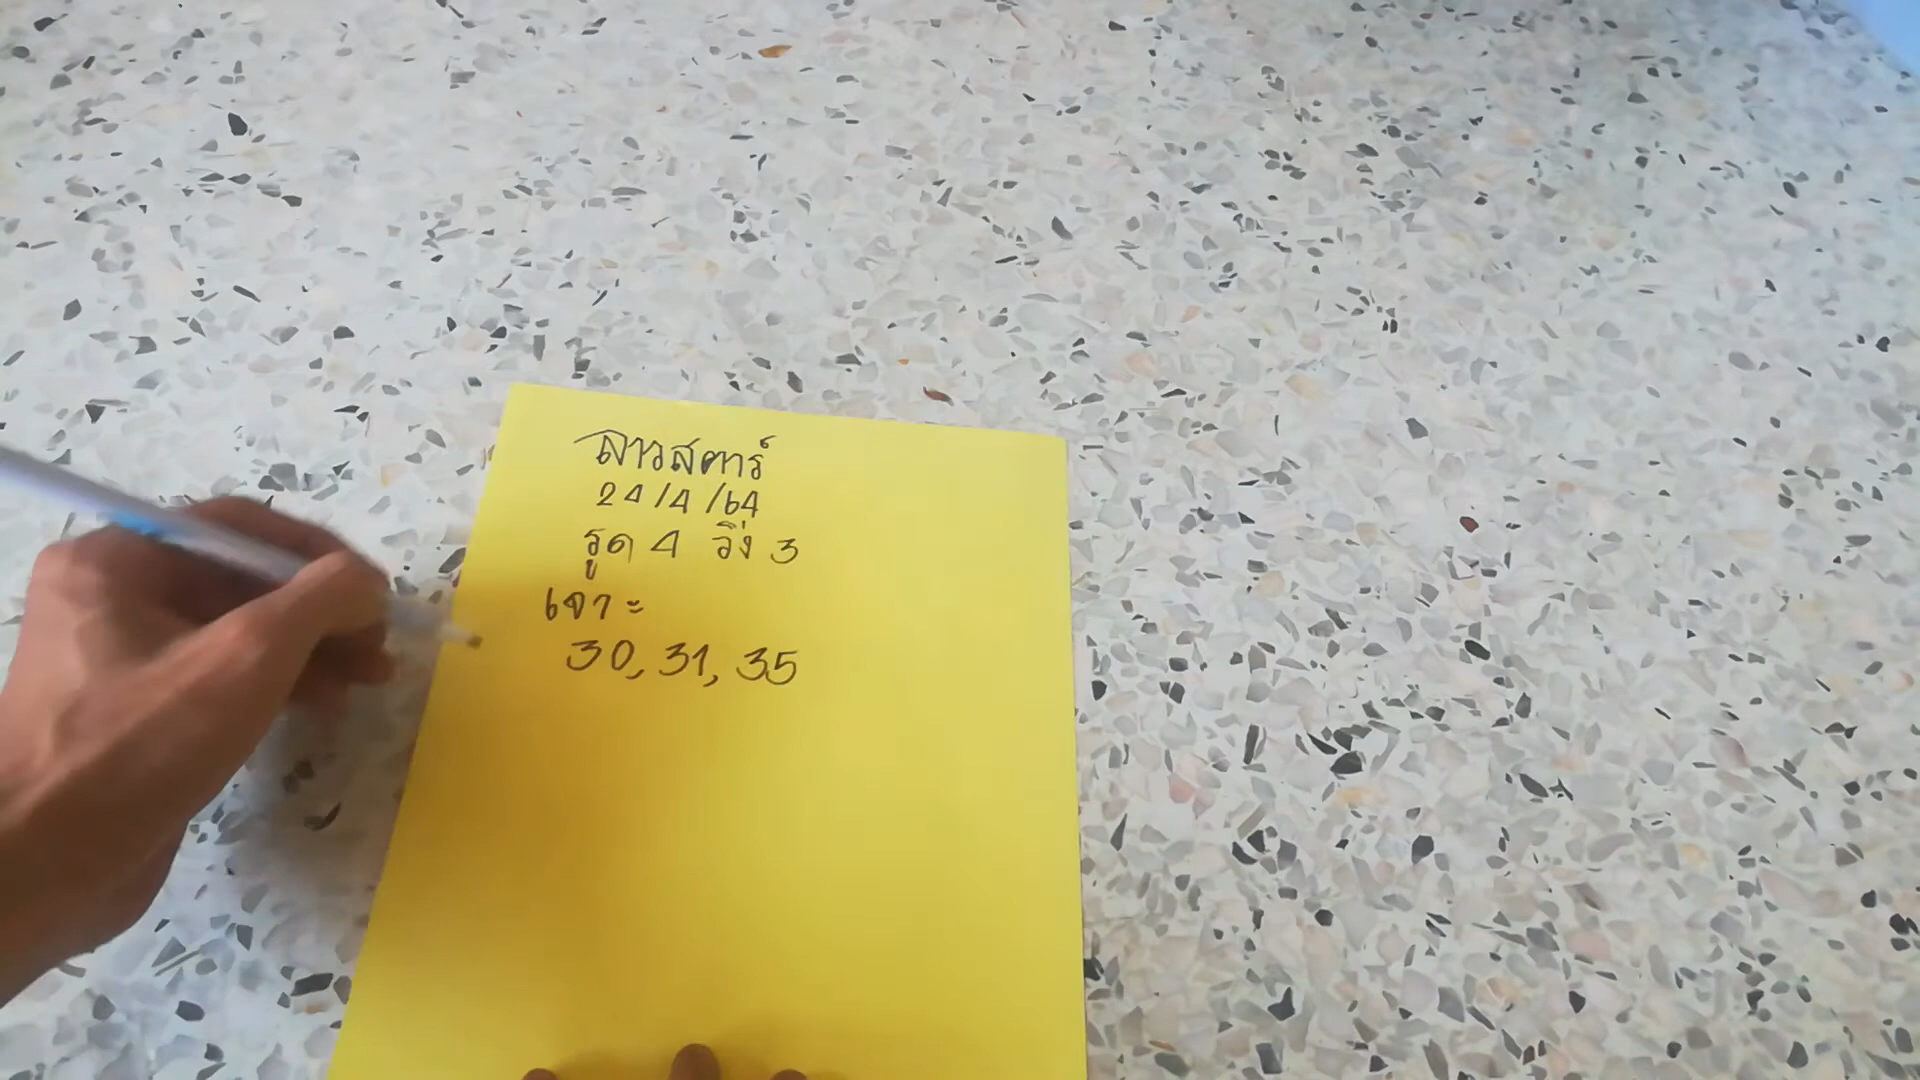 ลาวสตาร์
24/4/64
รูด 4 วิ่ง 3
เจาะ
30, 31, 35